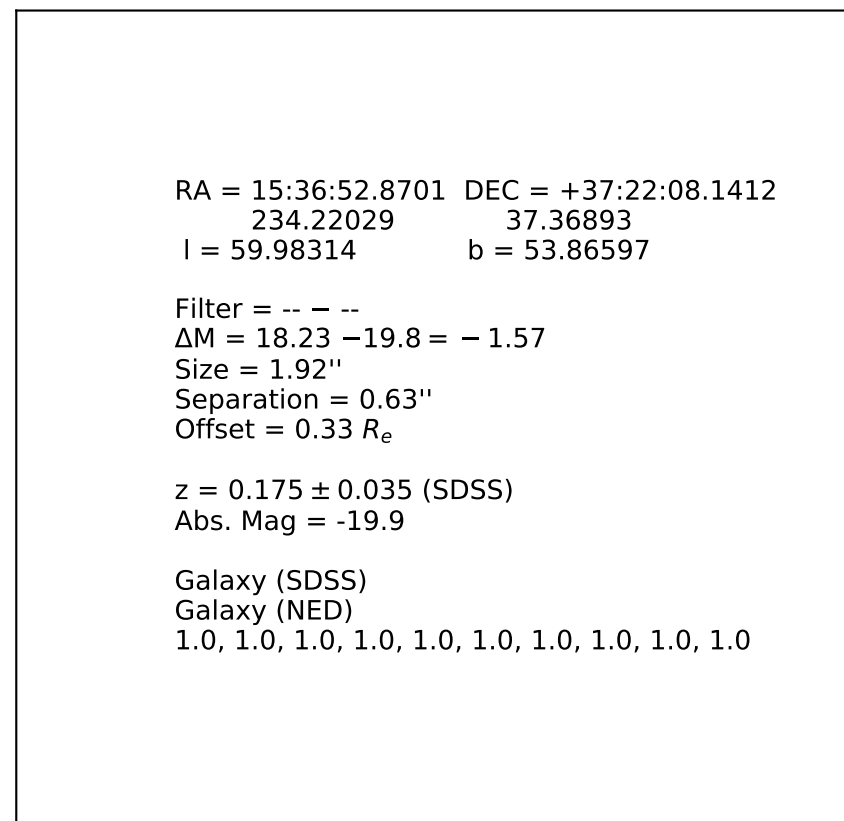 RA = 15:36:52.8701  DEC = +37:22:08.1412
234.22029  37.36893
l = 59.98314  b = 53.86597
Filter = -- − --
ΔM = 18.23 −19.8 = − 1.57
Size = 1.92''
Separation = 0.63''
Offset = 0.33 Rₑ
z = 0.175 ± 0.035 (SDSS)
Abs. Mag = -19.9
Galaxy (SDSS)
Galaxy (NED)
1.0, 1.0, 1.0, 1.0, 1.0, 1.0, 1.0, 1.0, 1.0, 1.0